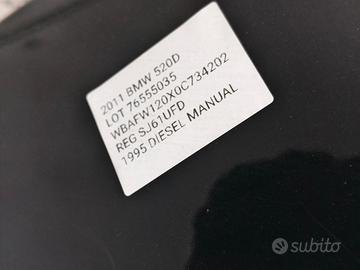 2011 BMW 520D
LOT 76555035
WBAFW120X0C734202
REG SJ61UFD
1995 DIESEL MANUAL
subito